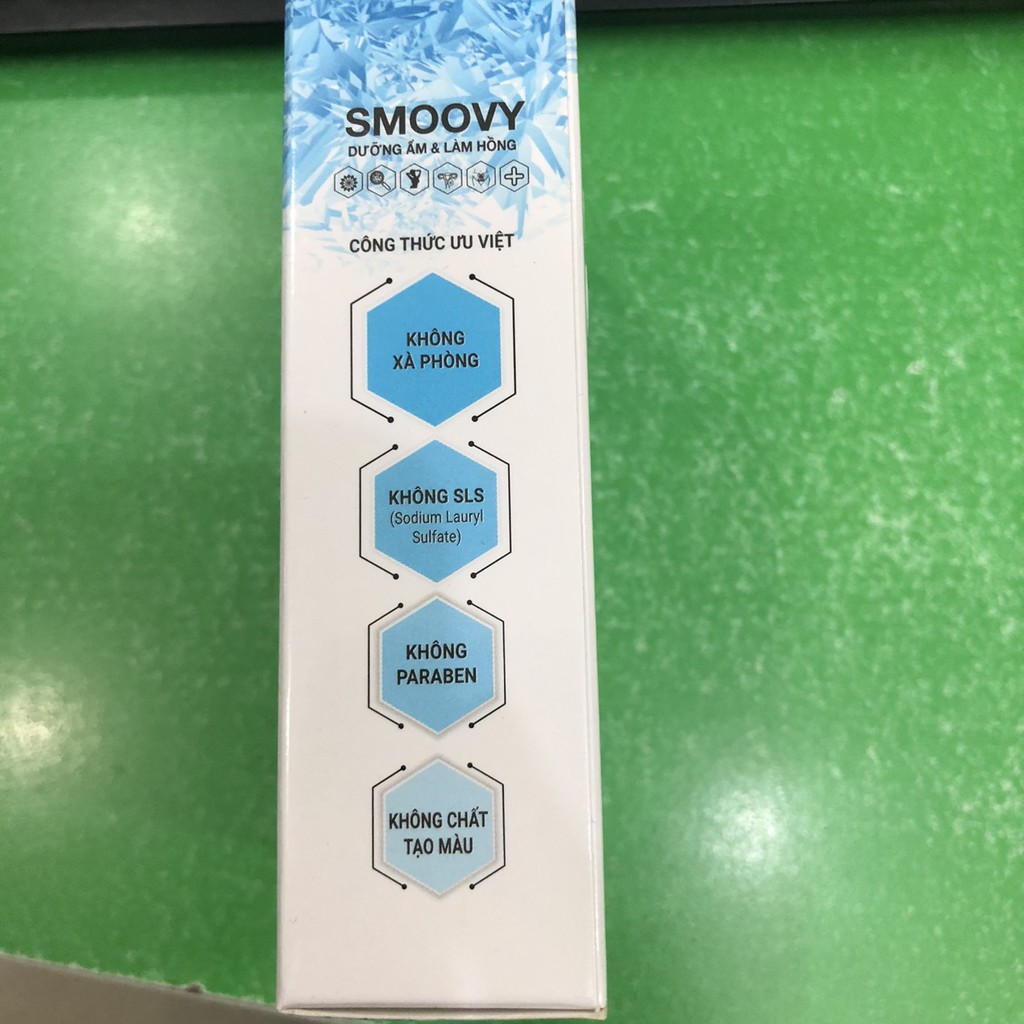 SMOOVY
DƯỠNG ẨM & LÀM HỒNG
CÔNG THỨC ƯU VIỆT
KHÔNG
XÀ PHÒNG
KHÔNG SLS
(Sodium Lauryl
Sulfate)
KHÔNG
PARABEN
KHÔNG CHẤT
TẠO MÀU